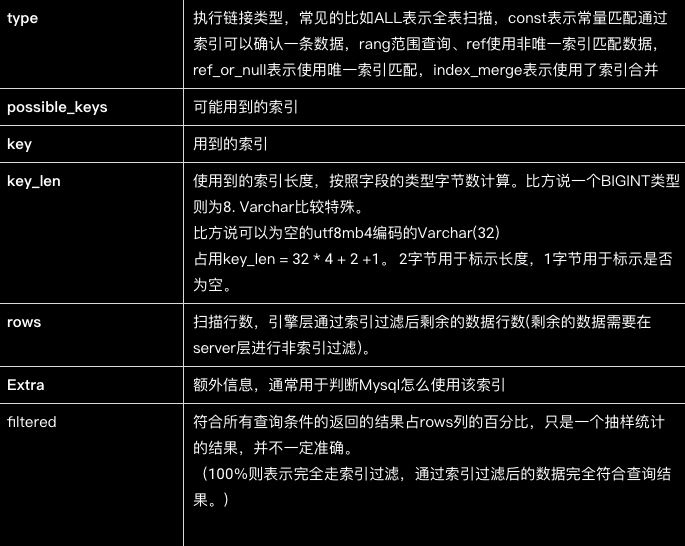 type
执行链接类型，常见的比如ALL表示全表扫描，const表示常量匹配通过
索引可以确认一条数据，rang范围查询、ref使用非唯一索引匹配数据，
ref_or_null表示使用唯一索引匹配，index_merge表示使用了索引合并
possible_keys
可能用到的索引
key
用到的索引
key_len
使用到的索引长度，按照字段的类型字节数计算。比方说一个BIGINT类型
则为8. Varchar比较特殊。
比方说可以为空的utf8mb4编码的Varchar(32)
占用key_len = 32 * 4 + 2 +1。 2字节用于标示长度，1字节用于标示是否
为空。
rows
扫描行数，引擎层通过索引过滤后剩余的数据行数(剩余的数据需要在
server层进行非索引过滤)。
Extra
额外信息，通常用于判断Mysql怎么使用该索引
filtered
符合所有查询条件的返回的结果占rows列的百分比，只是一个抽样统计
的结果，并不一定准确。
（100%则表示完全走索引过滤，通过索引过滤后的数据完全符合查询结
果。）